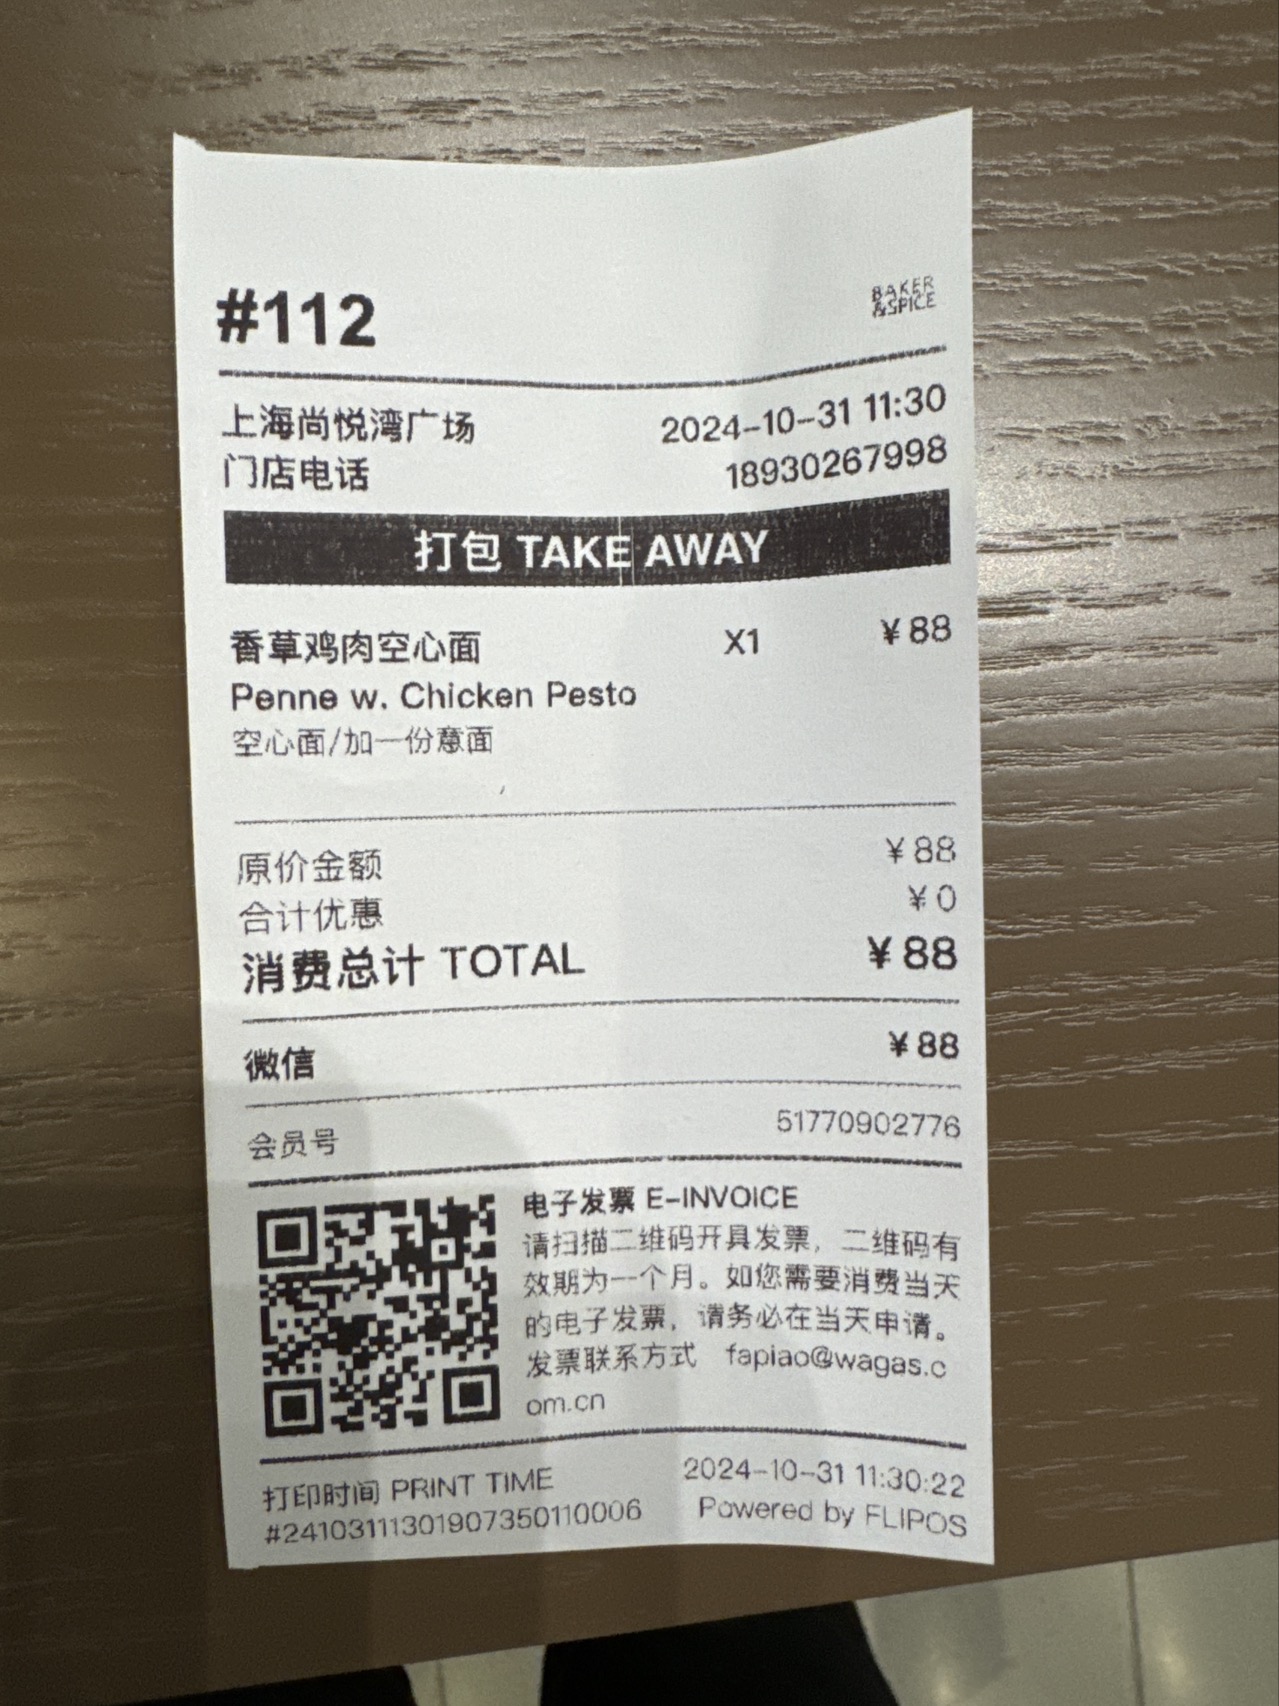 #112
BAKER
&SPICE
上海尚悦湾广场 2024-10-31 11:30
门店电话 18930267998
打包 TAKE AWAY
香草鸡肉空心面 X1 ¥88
Penne w. Chicken Pesto
空心面/加一份意面
原价金额 ¥88
合计优惠 ¥0
消费总计 TOTAL ¥88
微信 ¥88
会员号 51770902776
电子发票 E-INVOICE
请扫描二维码开具发票，二维码有
效期为一个月。如您需要消费当天
的电子发票，请务必在当天申请。
发票联系方式 fapiao@wagas.c
om.cn
打印时间 PRINT TIME 2024-10-31 11:30:22
#241031113019073501​10006 Powered by FLIPOS